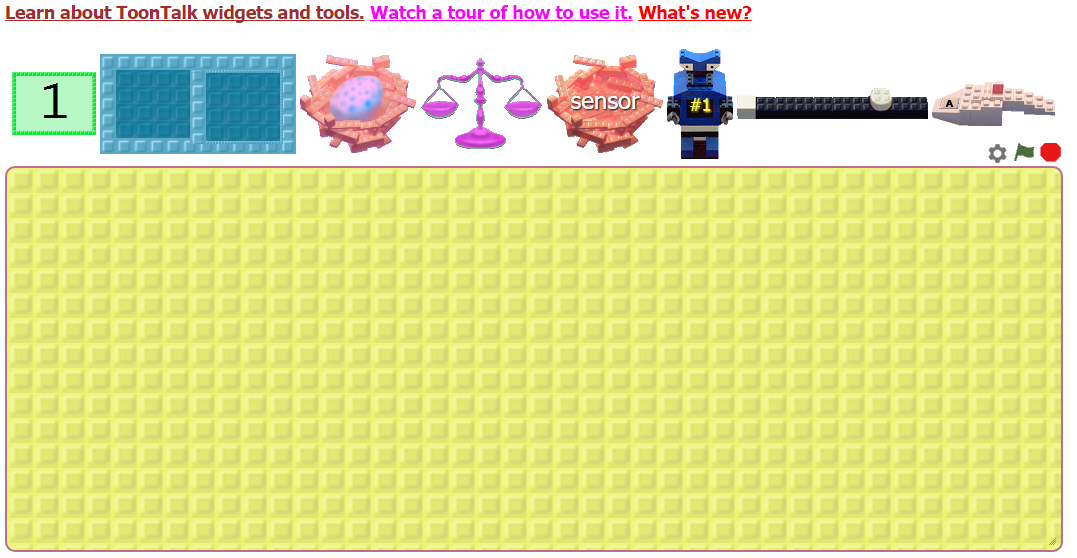 Learn about ToonTalk widgets and tools. Watch a tour of how to use it. What's new?
1
sensor
#1
A